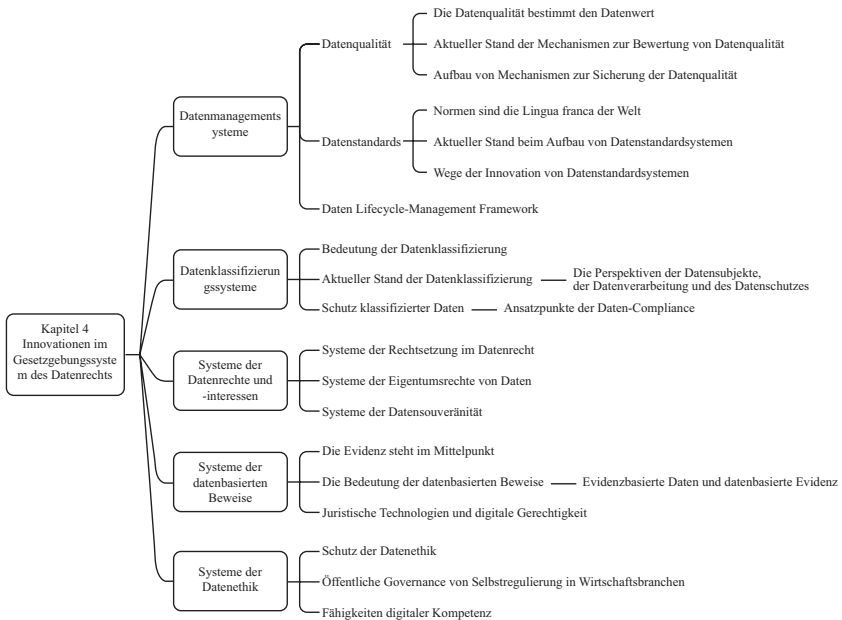 Kapitel 4
Innovationen im
Gesetzgebungssyste
m des Datenrechts
Datenmanagements
ysteme
Datenqualität
Die Datenqualität bestimmt den Datenwert
Aktueller Stand der Mechanismen zur Bewertung von Datenqualität
Aufbau von Mechanismen zur Sicherung der Datenqualität
Datenstandards
Normen sind die Lingua franca der Welt
Aktueller Stand beim Aufbau von Datenstandardsystemen
Wege der Innovation von Datenstandardsystemen
Daten Lifecycle-Management Framework
Datenklassifizierun
gssysteme
Bedeutung der Datenklassifizierung
Aktueller Stand der Datenklassifizierung
Die Perspektiven der Datensubjekte,
der Datenverarbeitung und des Datenschutzes
Schutz klassifizierter Daten
Ansatzpunkte der Daten-Compliance
Systeme der
Datenrechte und
-interessen
Systeme der Rechtsetzung im Datenrecht
Systeme der Eigentumsrechte von Daten
Systeme der Datensouveränität
Systeme der
datenbasierten
Beweise
Die Evidenz steht im Mittelpunkt
Die Bedeutung der datenbasierten Beweise
Evidenzbasierte Daten und datenbasierte Evidenz
Juristische Technologien und digitale Gerechtigkeit
Systeme der
Datenethik
Schutz der Datenethik
Öffentliche Governance von Selbstregulierung in Wirtschaftsbranchen
Fähigkeiten digitaler Kompetenz